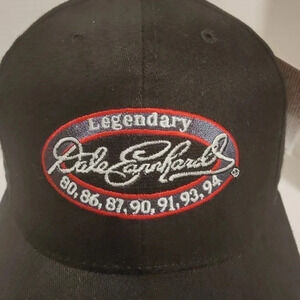 Legendary
Dale Earnhardt
80, 86, 87, 90, 91, 93, 94
®